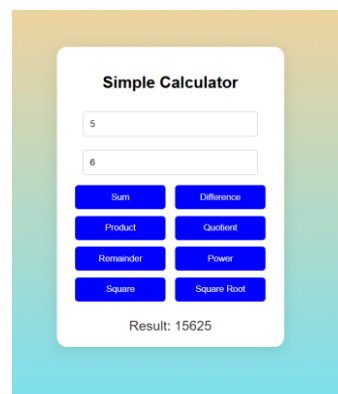 Simple Calculator
5
6
Sum Difference
Product Quotient
Remainder Power
Square Square Root
Result: 15625